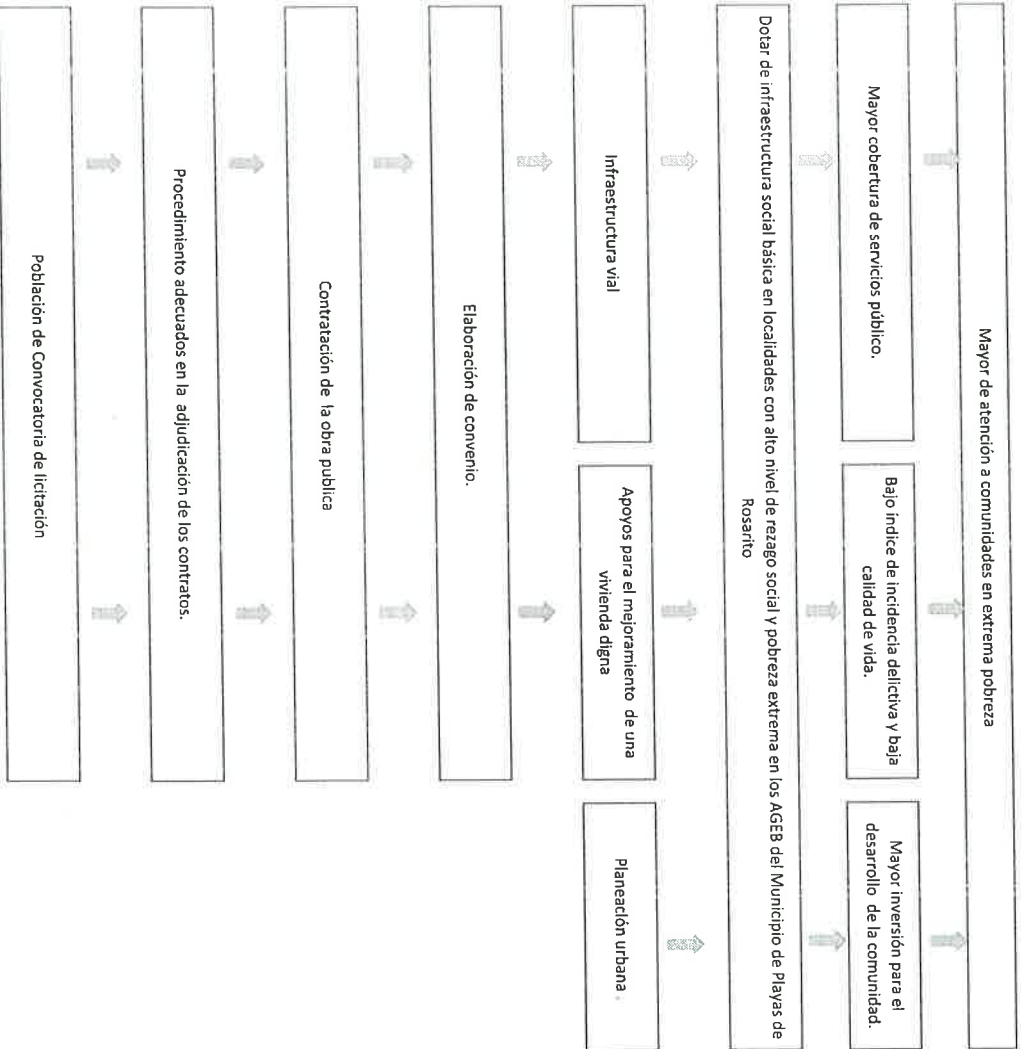 Mayor de atención a comunidades en extrema pobreza
Mayor cobertura de servicios público.
Bajo índice de incidencia delictiva y baja
calidad de vida.
Mayor inversión para el
desarrollo de la comunidad.
Dotar de infraestructura social básica en localidades con alto nivel de rezago social y pobreza extrema en los AGEB del Municipio de Playas de
Rosarito
Infraestructura vial
Apoyos para el mejoramiento de una
vivienda digna
Planeación urbana .
Elaboración de convenio.
Contratación de la obra publica
Procedimiento adecuados en la adjudicación de los contratos.
Población de Convocatoria de licitación